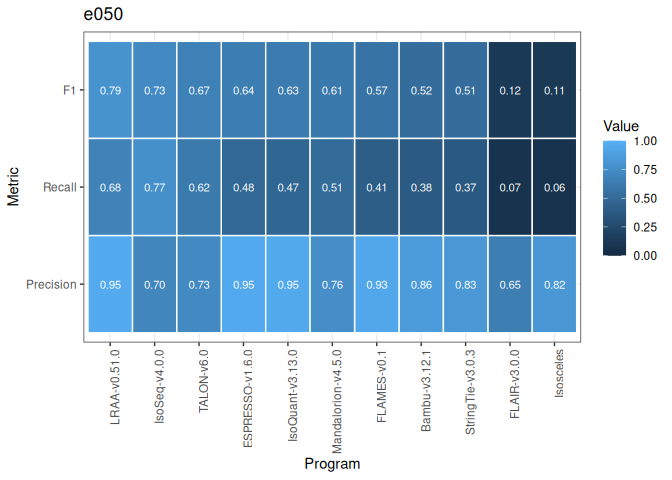 e050
F1 0.79 0.73 0.67 0.64 0.63 0.61 0.57 0.52 0.51 0.12 0.11
Recall 0.68 0.77 0.62 0.48 0.47 0.51 0.41 0.38 0.37 0.07 0.06
Precision 0.95 0.70 0.73 0.95 0.95 0.76 0.93 0.86 0.83 0.65 0.82
Metric
LRAA-v0.51.0
IsoSeq-v4.0.0
TALON-v6.0
ESPRESSO-v1.6.0
IsoQuant-v3.13.0
Mandalorion-v4.5.0
FLAMES-v0.1
Bambu-v3.12.1
StringTie-v3.0.3
FLAIR-v3.0.0
Isosceles
Program
Value
1.00
0.75
0.50
0.25
0.00